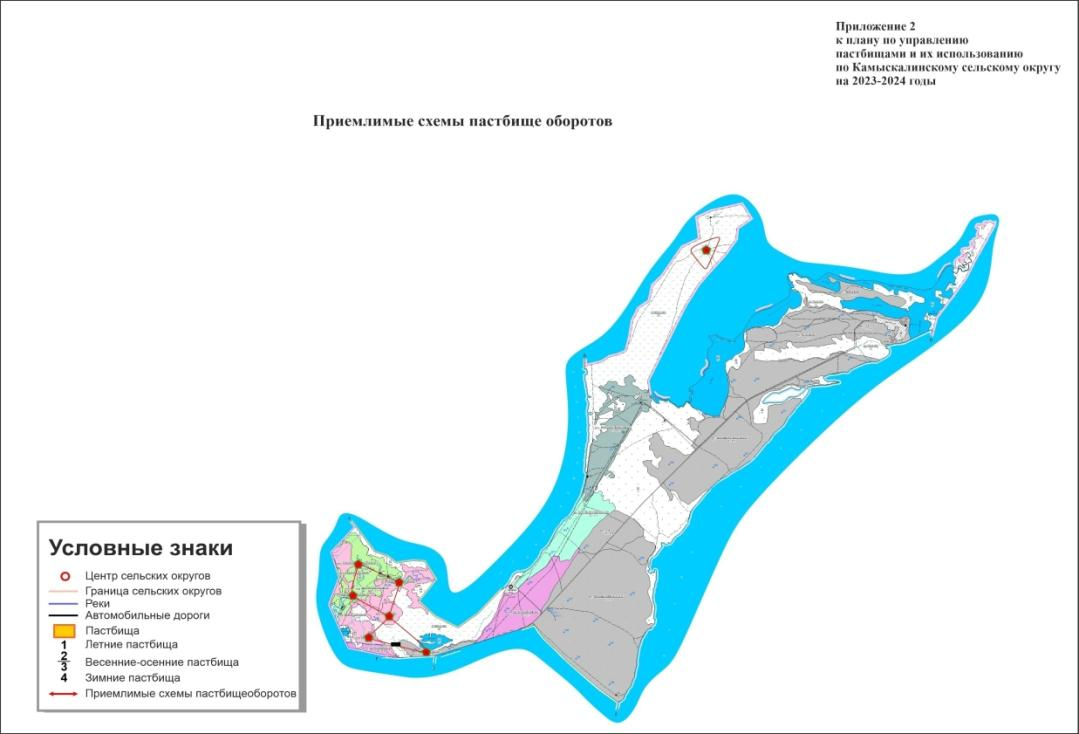 Приложение 2
к плану по управлению
пастбищами и их использованию
по Камыскалинскому сельскому округу
на 2023-2024 годы
Приемлимые схемы пастбище оборотов
Условные знаки
Центр сельских округов
Граница сельских округов
Реки
Автомобильные дороги
Пастбища
1 Летние пастбища
2
3 Весенние-осенние пастбища
4 Зимние пастбища
Приемлимые схемы пастбищеоборотов